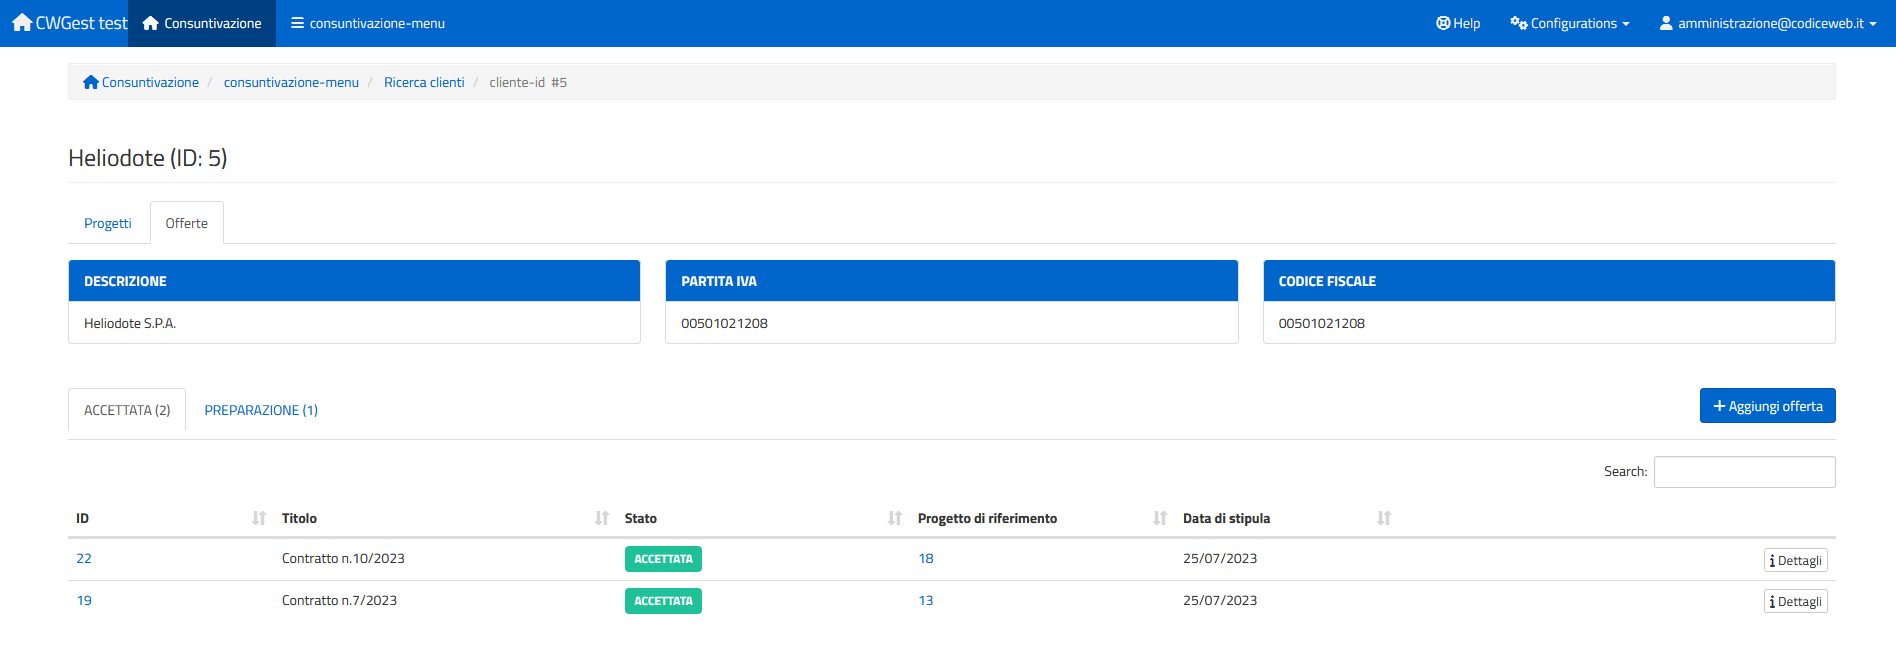 CWGest test Consuntivazione consuntivazione-menu Help Configurations amministrazione@codiceweb.it
Consuntivazione / consuntivazione-menu / Ricerca clienti / cliente-id #5
Heliodote (ID: 5)
Progetti Offerte
DESCRIZIONE PARTITA IVA CODICE FISCALE
Heliodote S.P.A. 00501021208 00501021208
ACCETTATA (2) PREPARAZIONE (1) + Aggiungi offerta
Search:
ID Titolo Stato Progetto di riferimento Data di stipula
22 Contratto n.10/2023 ACCETTATA 18 25/07/2023 Dettagli
19 Contratto n.7/2023 ACCETTATA 13 25/07/2023 Dettagli